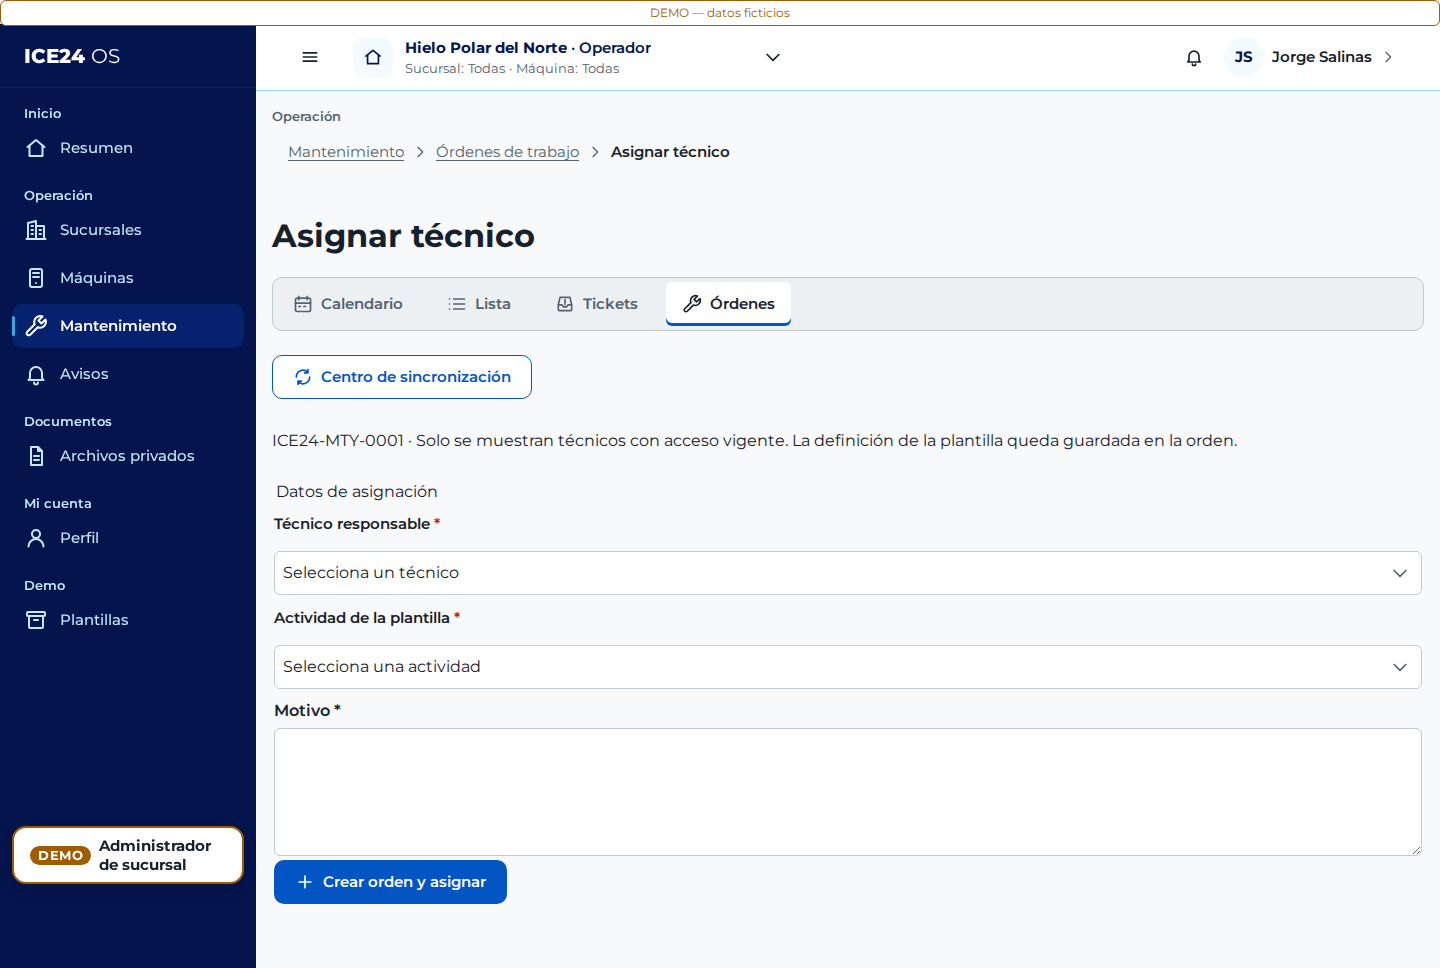 DEMO — datos ficticios
ICE24 OS
Inicio
Resumen
Operación
Sucursales
Máquinas
Mantenimiento
Avisos
Documentos
Archivos privados
Mi cuenta
Perfil
Demo
Plantillas
DEMO Administrador de sucursal
Hielo Polar del Norte · Operador
Sucursal: Todas · Máquina: Todas
JS Jorge Salinas
Operación
Mantenimiento > Órdenes de trabajo > Asignar técnico
Asignar técnico
Calendario Lista Tickets Órdenes
Centro de sincronización
ICE24-MTY-0001 · Solo se muestran técnicos con acceso vigente. La definición de la plantilla queda guardada en la orden.
Datos de asignación
Técnico responsable *
Selecciona un técnico
Actividad de la plantilla *
Selecciona una actividad
Motivo *
Crear orden y asignar